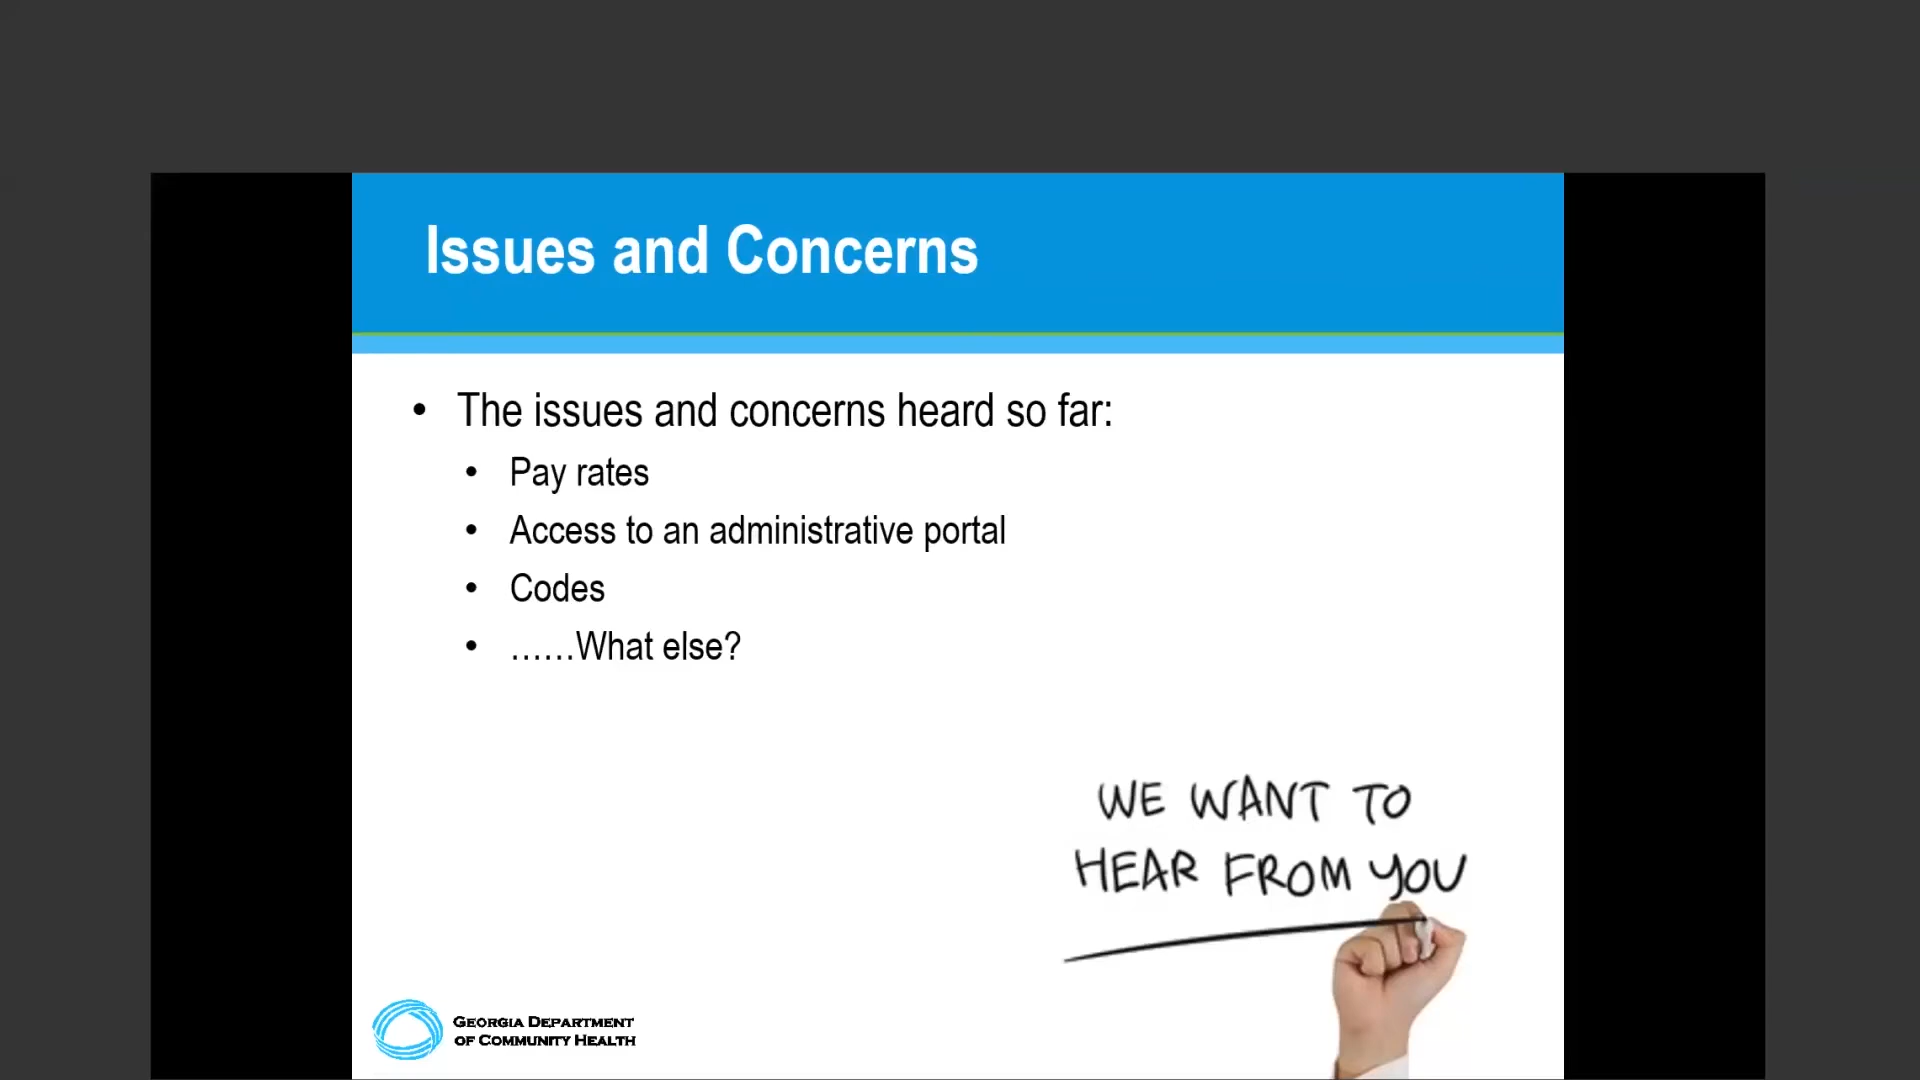 Issues and Concerns
• The issues and concerns heard so far:
• Pay rates
• Access to an administrative portal
• Codes
• ......What else?
WE WANT TO
HEAR FROM YOU
GEORGIA DEPARTMENT
OF COMMUNITY HEALTH